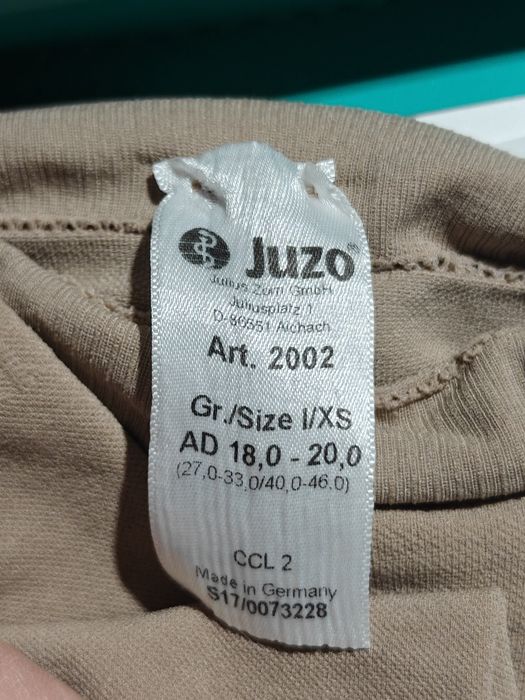 Juzo®
Julius Zorn GmbH
Juliusplatz 1
D-86551 Aichach
Art. 2002
Gr./Size I/XS
AD 18,0 - 20,0
(27,0-33,0/40,0-46,0)
CCL 2
Made in Germany
S17/0073228